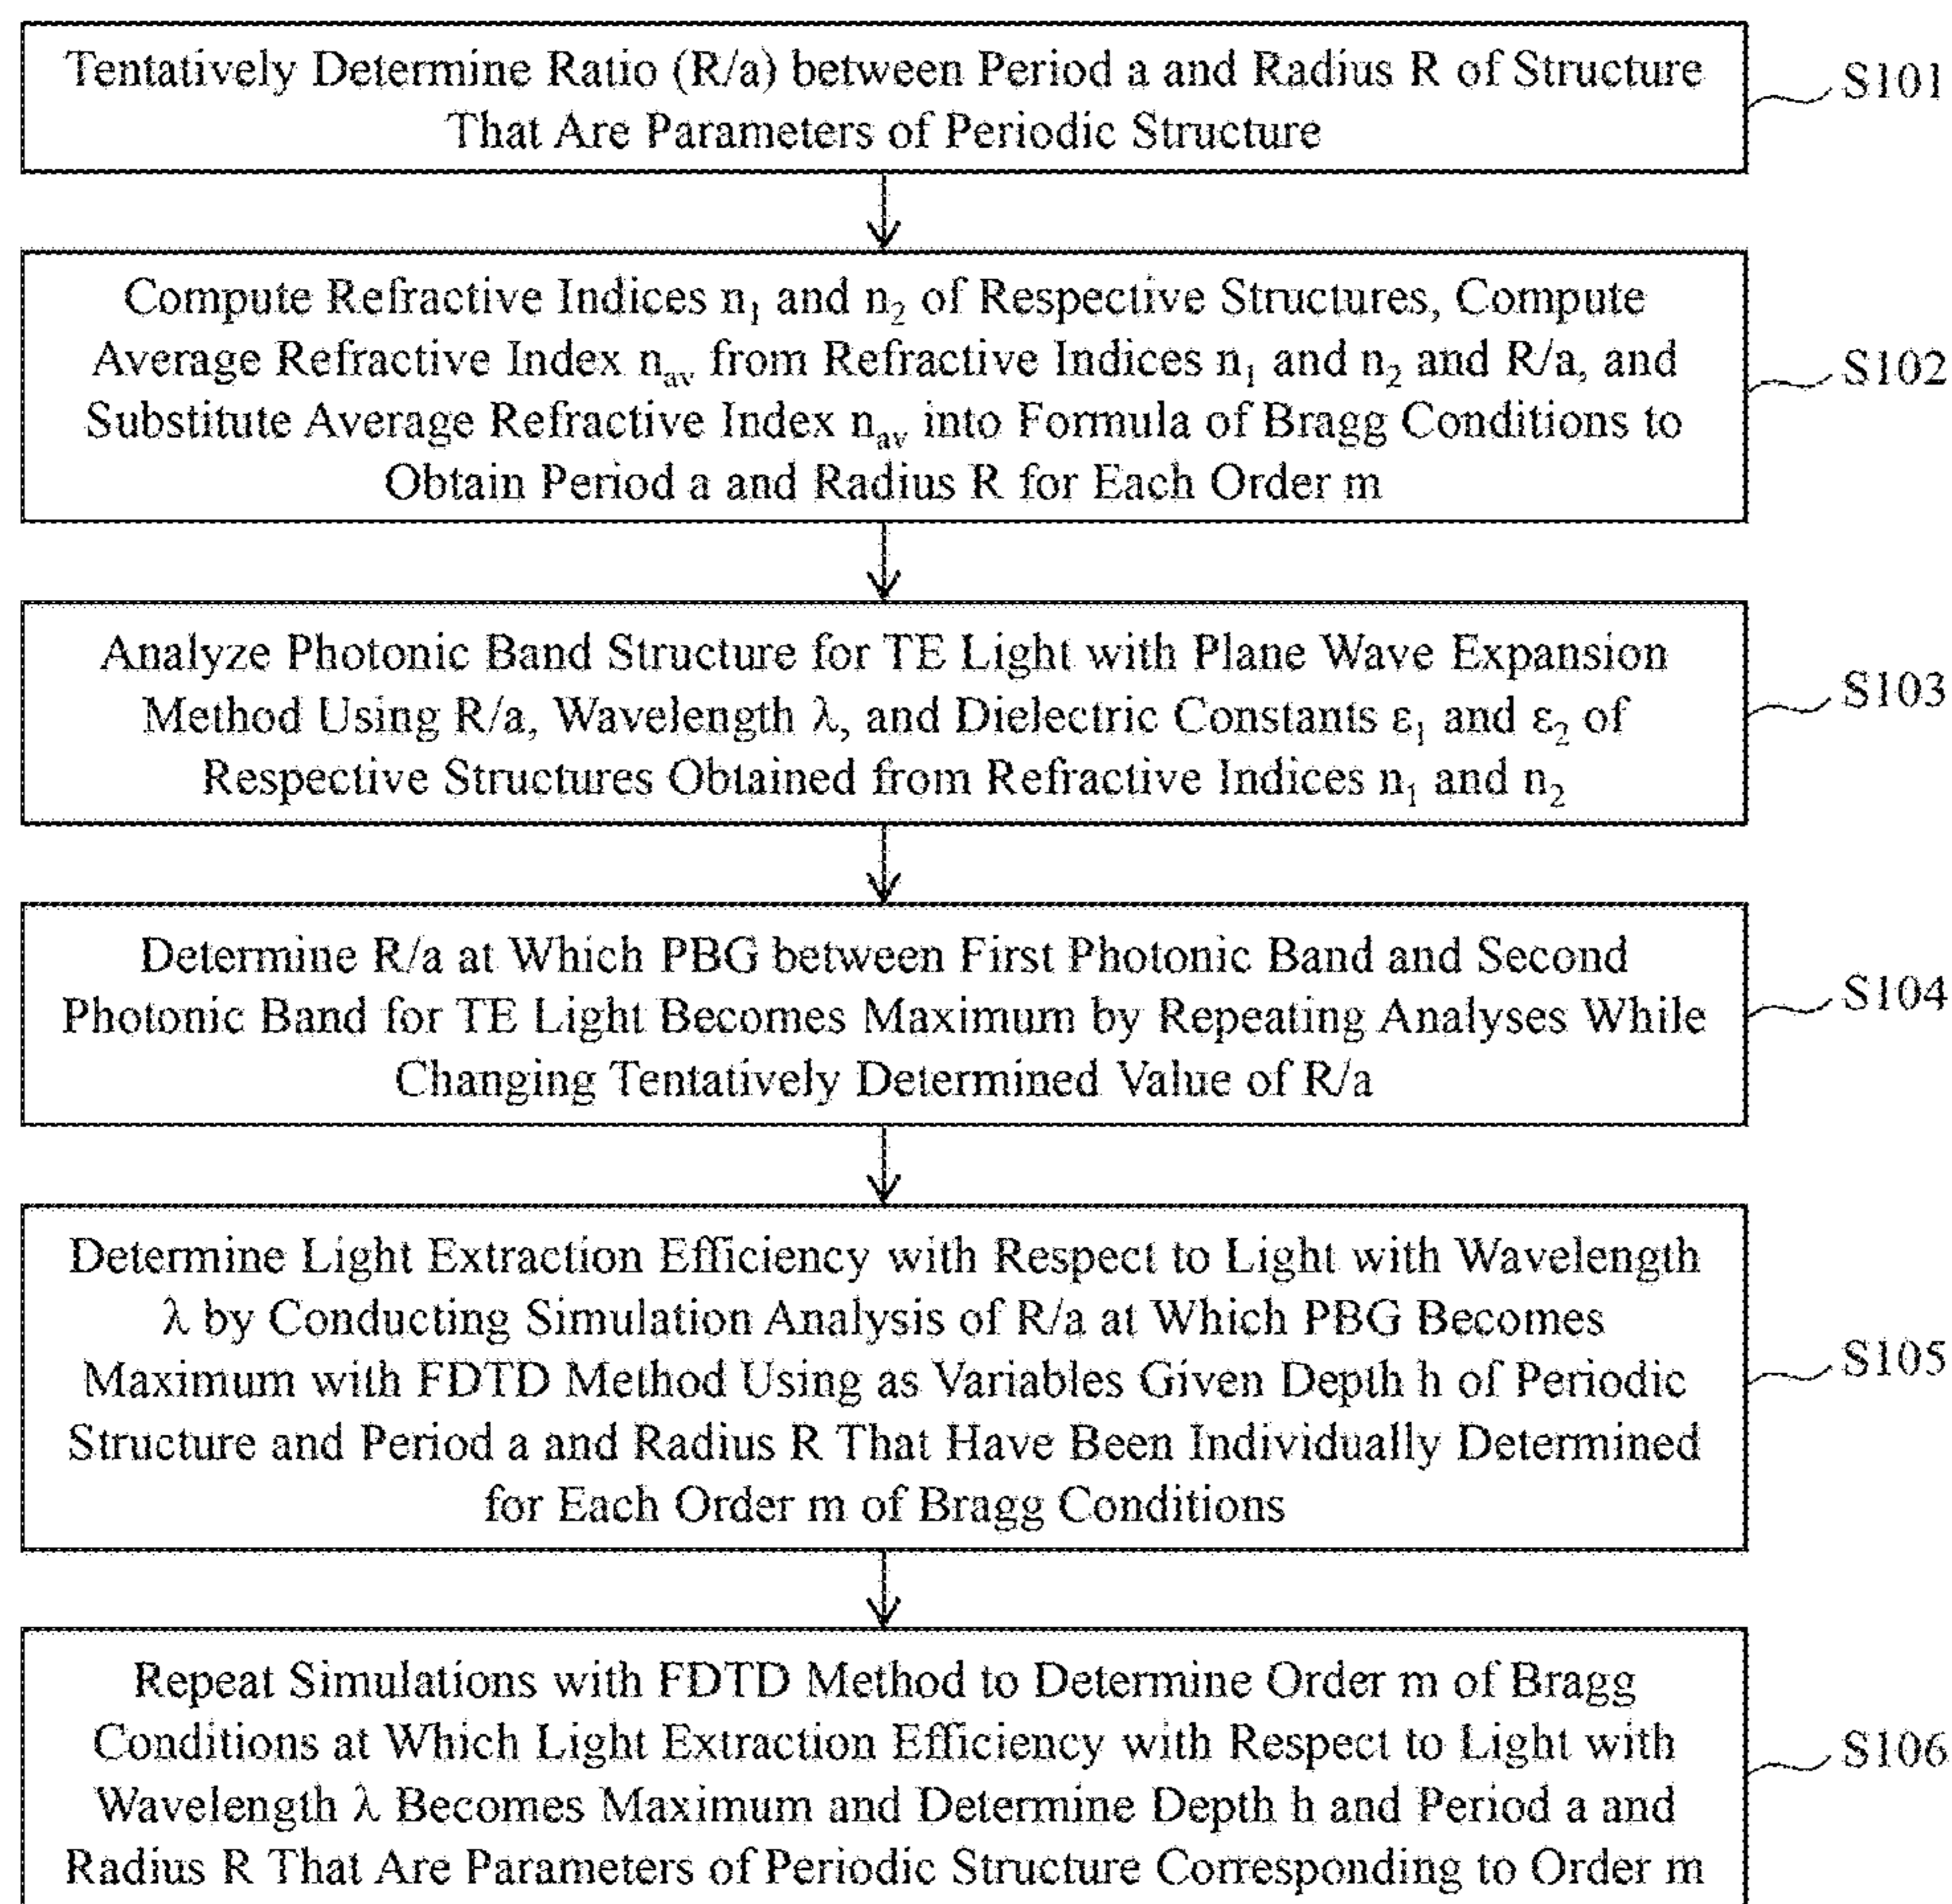 Tentatively Determine Ratio (R/a) between Period a and Radius R of Structure
That Are Parameters of Periodic Structure
S101
Compute Refractive Indices n₁ and n₂ of Respective Structures, Compute
Average Refractive Index nₐᵥ from Refractive Indices n₁ and n₂ and R/a, and
Substitute Average Refractive Index nₐᵥ into Formula of Bragg Conditions to
Obtain Period a and Radius R for Each Order m
S102
Analyze Photonic Band Structure for TE Light with Plane Wave Expansion
Method Using R/a, Wavelength λ, and Dielectric Constants ε₁ and ε₂ of
Respective Structures Obtained from Refractive Indices n₁ and n₂
S103
Determine R/a at Which PBG between First Photonic Band and Second
Photonic Band for TE Light Becomes Maximum by Repeating Analyses While
Changing Tentatively Determined Value of R/a
S104
Determine Light Extraction Efficiency with Respect to Light with Wavelength
λ by Conducting Simulation Analysis of R/a at Which PBG Becomes
Maximum with FDTD Method Using as Variables Given Depth h of Periodic
Structure and Period a and Radius R That Have Been Individually Determined
for Each Order m of Bragg Conditions
S105
Repeat Simulations with FDTD Method to Determine Order m of Bragg
Conditions at Which Light Extraction Efficiency with Respect to Light with
Wavelength λ Becomes Maximum and Determine Depth h and Period a and
Radius R That Are Parameters of Periodic Structure Corresponding to Order m
S106